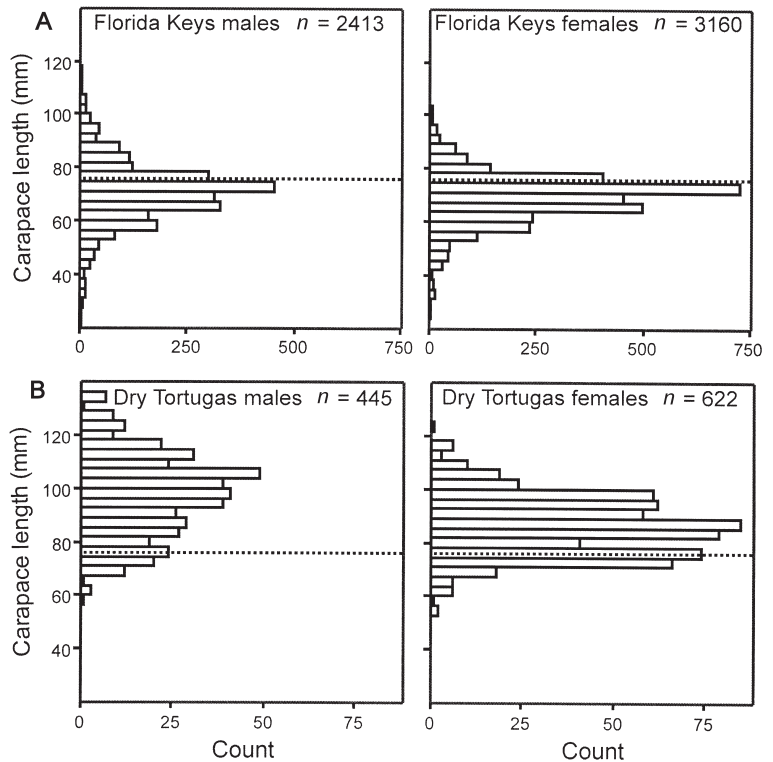 A
Florida Keys males n = 2413
Florida Keys females n = 3160
Carapace length (mm)
120
100
80
60
40
0
250
500
750
0
250
500
750
B
Dry Tortugas males n = 445
Dry Tortugas females n = 622
Carapace length (mm)
120
100
80
60
40
0
25
50
75
0
25
50
75
Count
Count